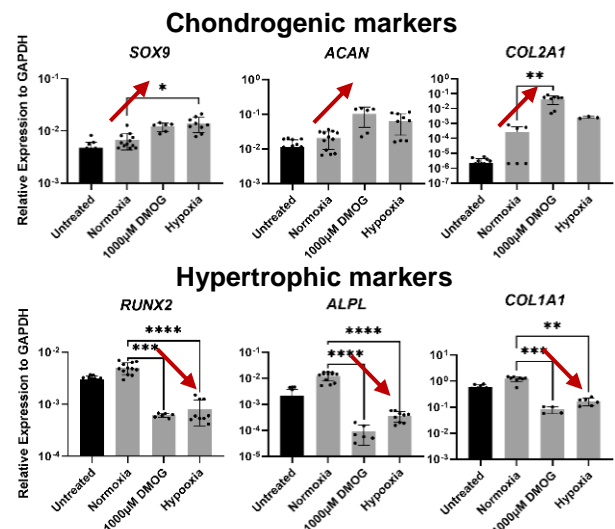 Chondrogenic markers
SOX9
ACAN
COL2A1
Relative Expression to GAPDH
10-1
10-2
10-3
*
Untreated
Normoxia
1000µM DMOG
Hypoxia
100
10-1
10-2
10-3
Untreated
Normoxia
1000µM DMOG
Hypoxia
100
10-1
10-2
10-3
10-4
10-5
10-6
10-7
**
Untreated
Normoxia
1000µM DMOG
Hypoxia
Hypertrophic markers
RUNX2
ALPL
COL1A1
Relative Expression to GAPDH
10-2
10-3
10-4
****
***
Untreated
Normoxia
1000µM DMOG
Hypooxia
100
10-1
10-2
10-3
10-4
10-5
****
****
Untreated
Normoxia
1000µM DMOG
Hypoxia
101
100
10-1
10-2
10-3
**
***
Untreated
Normoxia
1000µM DMOG
Hypoxia